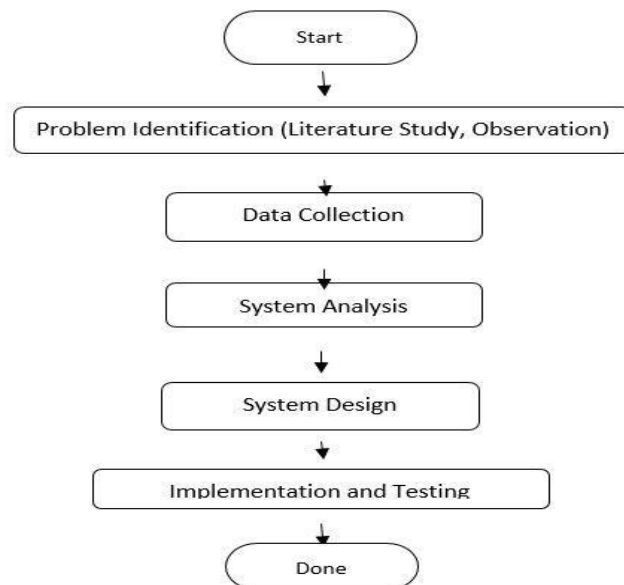 Start
Problem Identification (Literature Study, Observation)
Data Collection
System Analysis
System Design
Implementation and Testing
Done